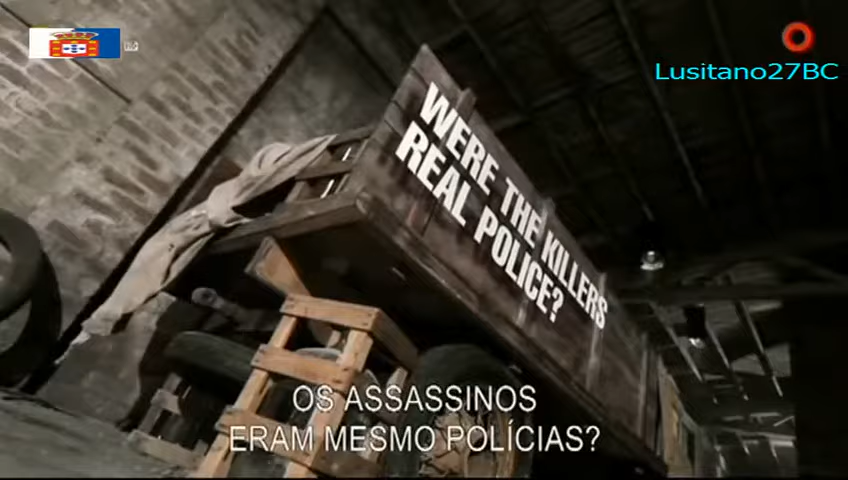 Lusitano27BC
WERE THE KILLERS
REAL POLICE?
OS ASSASSINOS
ERAM MESMO POLÍCIAS?